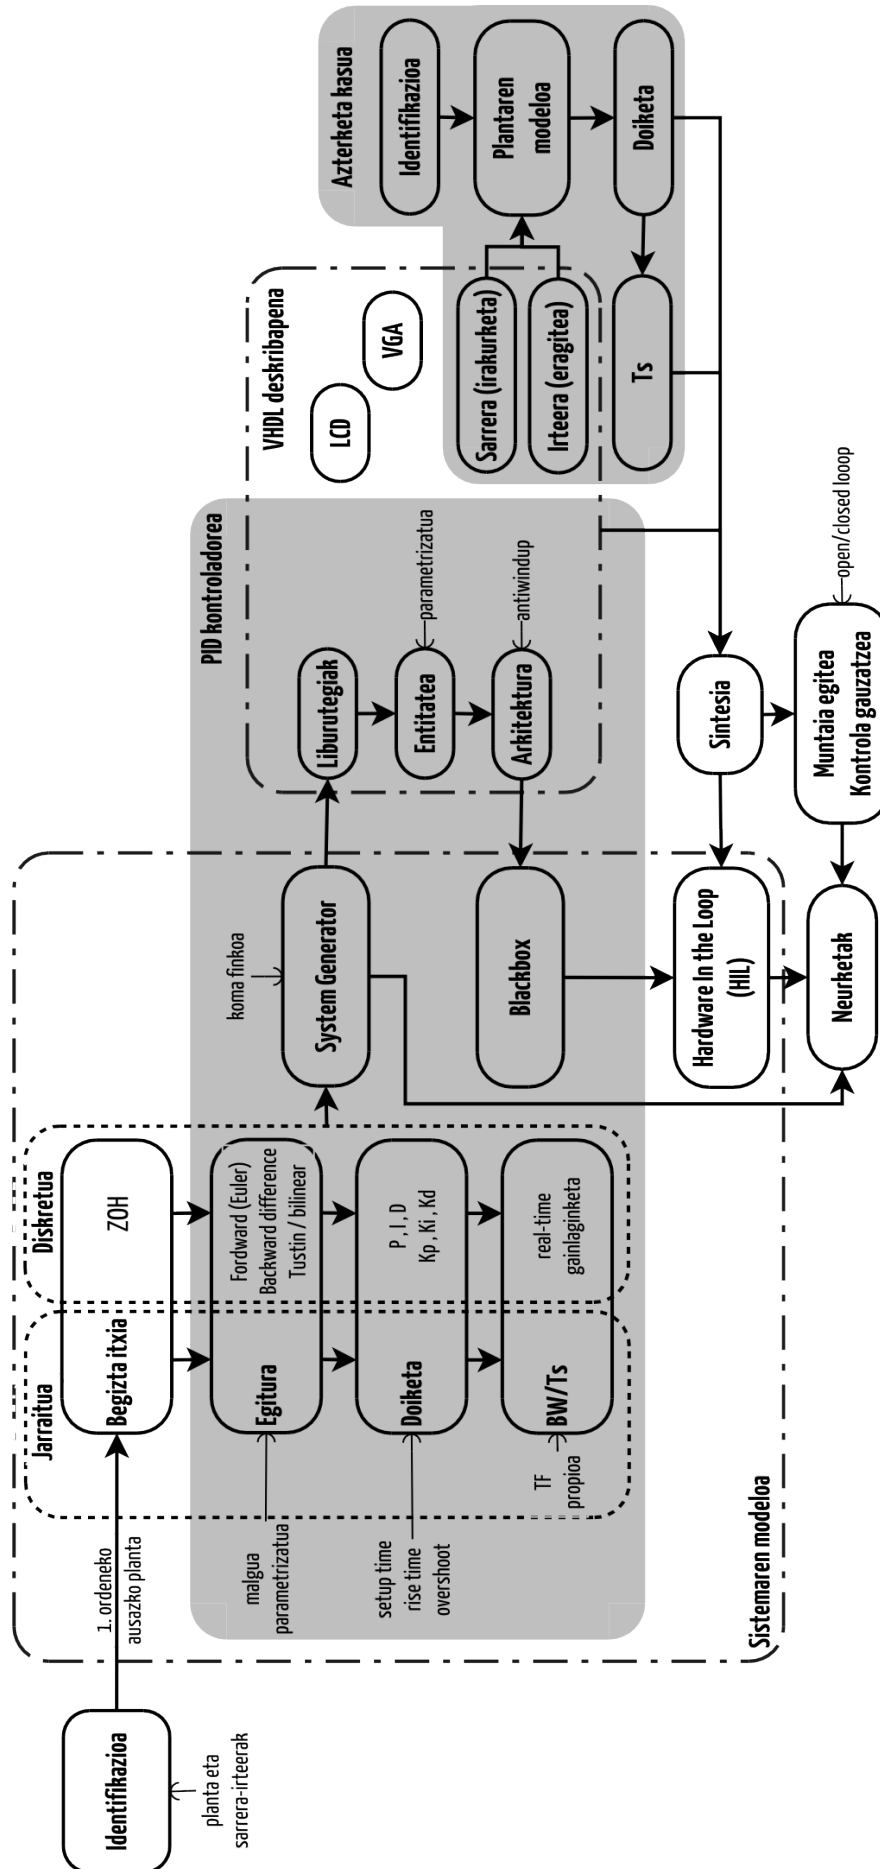 Identifikazioa
planta eta
sarrera-irteerak
1. ordeneko
ausazko planta
Sistemaren modeloa
Jarraitua
Diskretua
Begizta itxia
ZOH
Egitura
Fordward (Euler)
Backward difference
Tustin / bilinear
malgua
parametrizatua
Doiketa
P , I , D
Kp , Ki , Kd
setup time
rise time
overshoot
BW/Ts
real-time
gainlaginketa
TF
propioa
koma finkoa
System Generator
Blackbox
Hardware In the Loop
(HIL)
Neurketak
PID kontroladorea
Liburutegiak
Entitatea
parametrizatua
Arkitektura
antiwindup
Sintesia
Muntaia egitea
Kontrola gauzatzea
open/closed looop
VHDL deskribapena
LCD
VGA
Sarrera (irakurketa)
Irteera (eragitea)
Ts
Azterketa kasua
Identifikazioa
Plantaren
modeloa
Doiketa